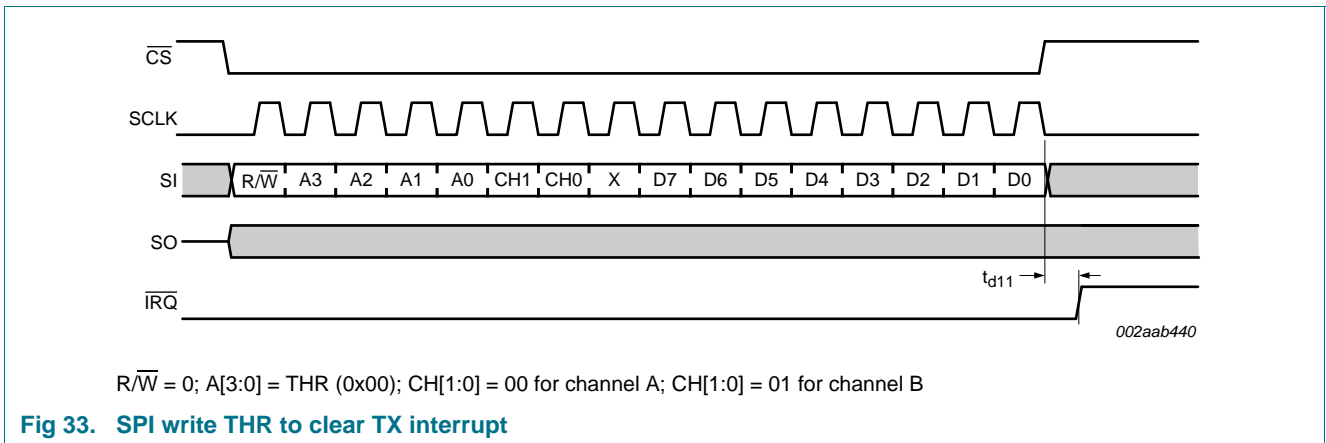 CS
SCLK
SI R/W A3 A2 A1 A0 CH1 CH0 X D7 D6 D5 D4 D3 D2 D1 D0
SO
td11
IRQ
002aab440
R/W = 0; A[3:0] = THR (0x00); CH[1:0] = 00 for channel A; CH[1:0] = 01 for channel B
Fig 33. SPI write THR to clear TX interrupt